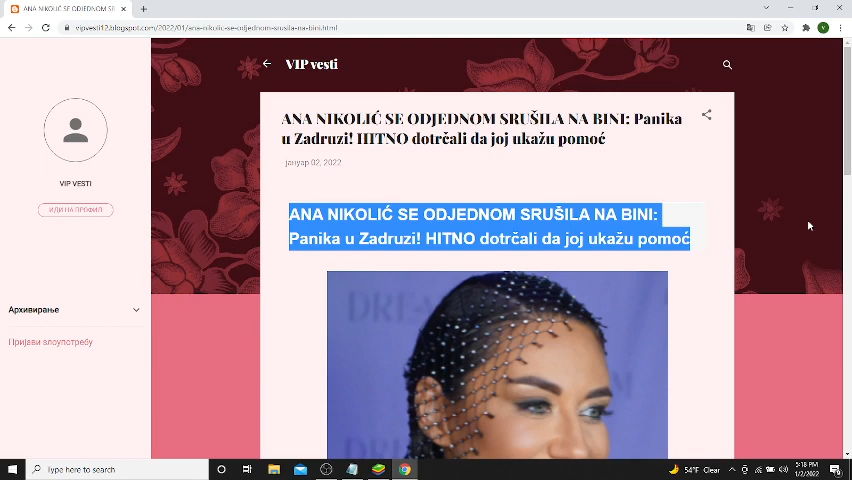 ANA NIKOLIĆ SE ODJEDNOM SR
vipvesti12.blogspot.com/2022/01/ana-nikolic-se-odjednom-srusila-na-bini.html
VIP vesti
ANA NIKOLIĆ SE ODJEDNOM SRUŠILA NA BINI: Panika
u Zadruzi! HITNO dotrčali da joj ukažu pomoć
- јануар 02, 2022
VIP VESTI
ИДИ НА ПРОФИЛ
ANA NIKOLIĆ SE ODJEDNOM SRUŠILA NA BINI:
Panika u Zadruzi! HITNO dotrčali da joj ukažu pomoć
Архивирање
Пријави злоупотребу
Type here to search
54°F Clear
5:18 PM
1/2/2022